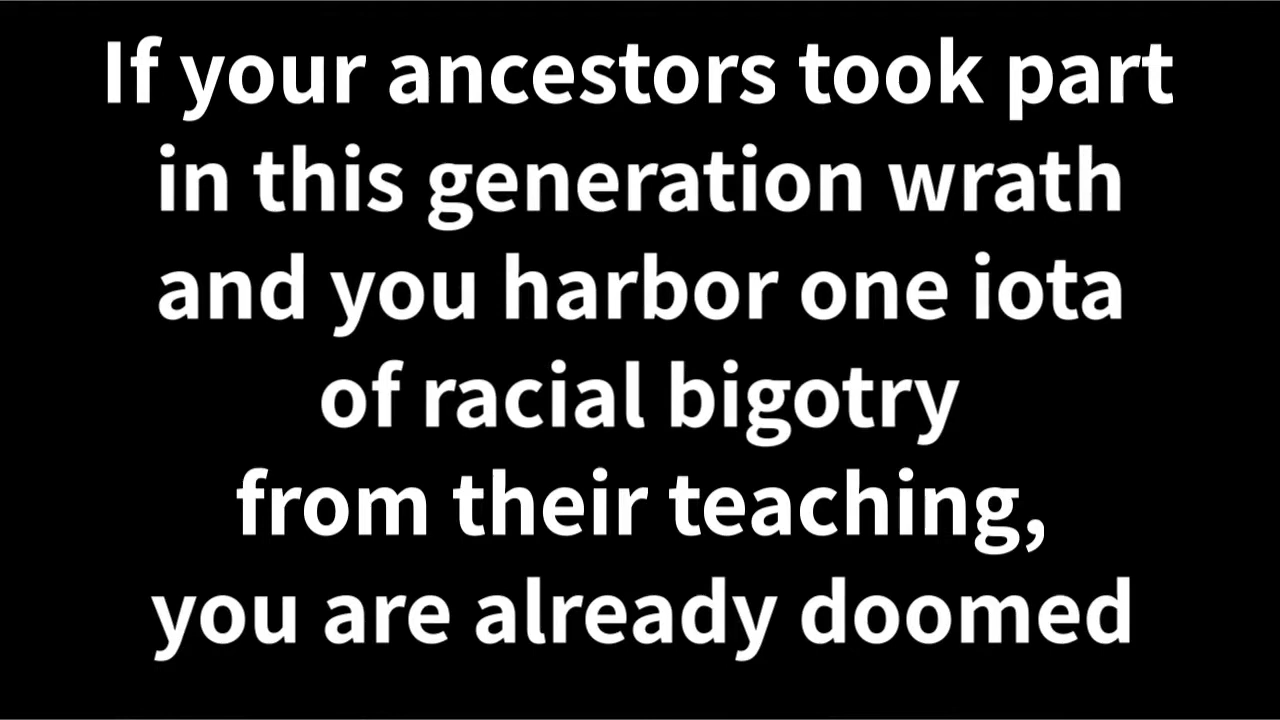 If your ancestors took part
in this generation wrath
and you harbor one iota
of racial bigotry
from their teaching,
you are already doomed